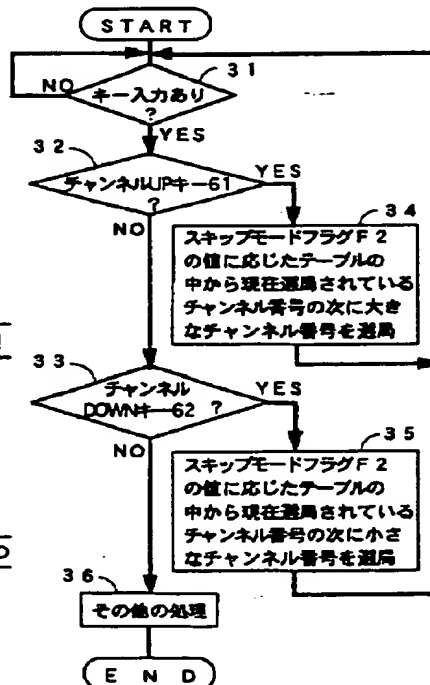 START
31
NO
キー入力あり
?
YES
32
チャンネルUPキー61
?
YES
NO
34
スキップモードフラグF2
の値に応じたテーブルの
中から現在選局されている
チャンネル番号の次に大き
なチャンネル番号を選局
33
チャンネル
DOWNキー62 ?
YES
NO
35
スキップモードフラグF2
の値に応じたテーブルの
中から現在選局されている
チャンネル番号の次に小さ
なチャンネル番号を選局
36
その他の処理
END